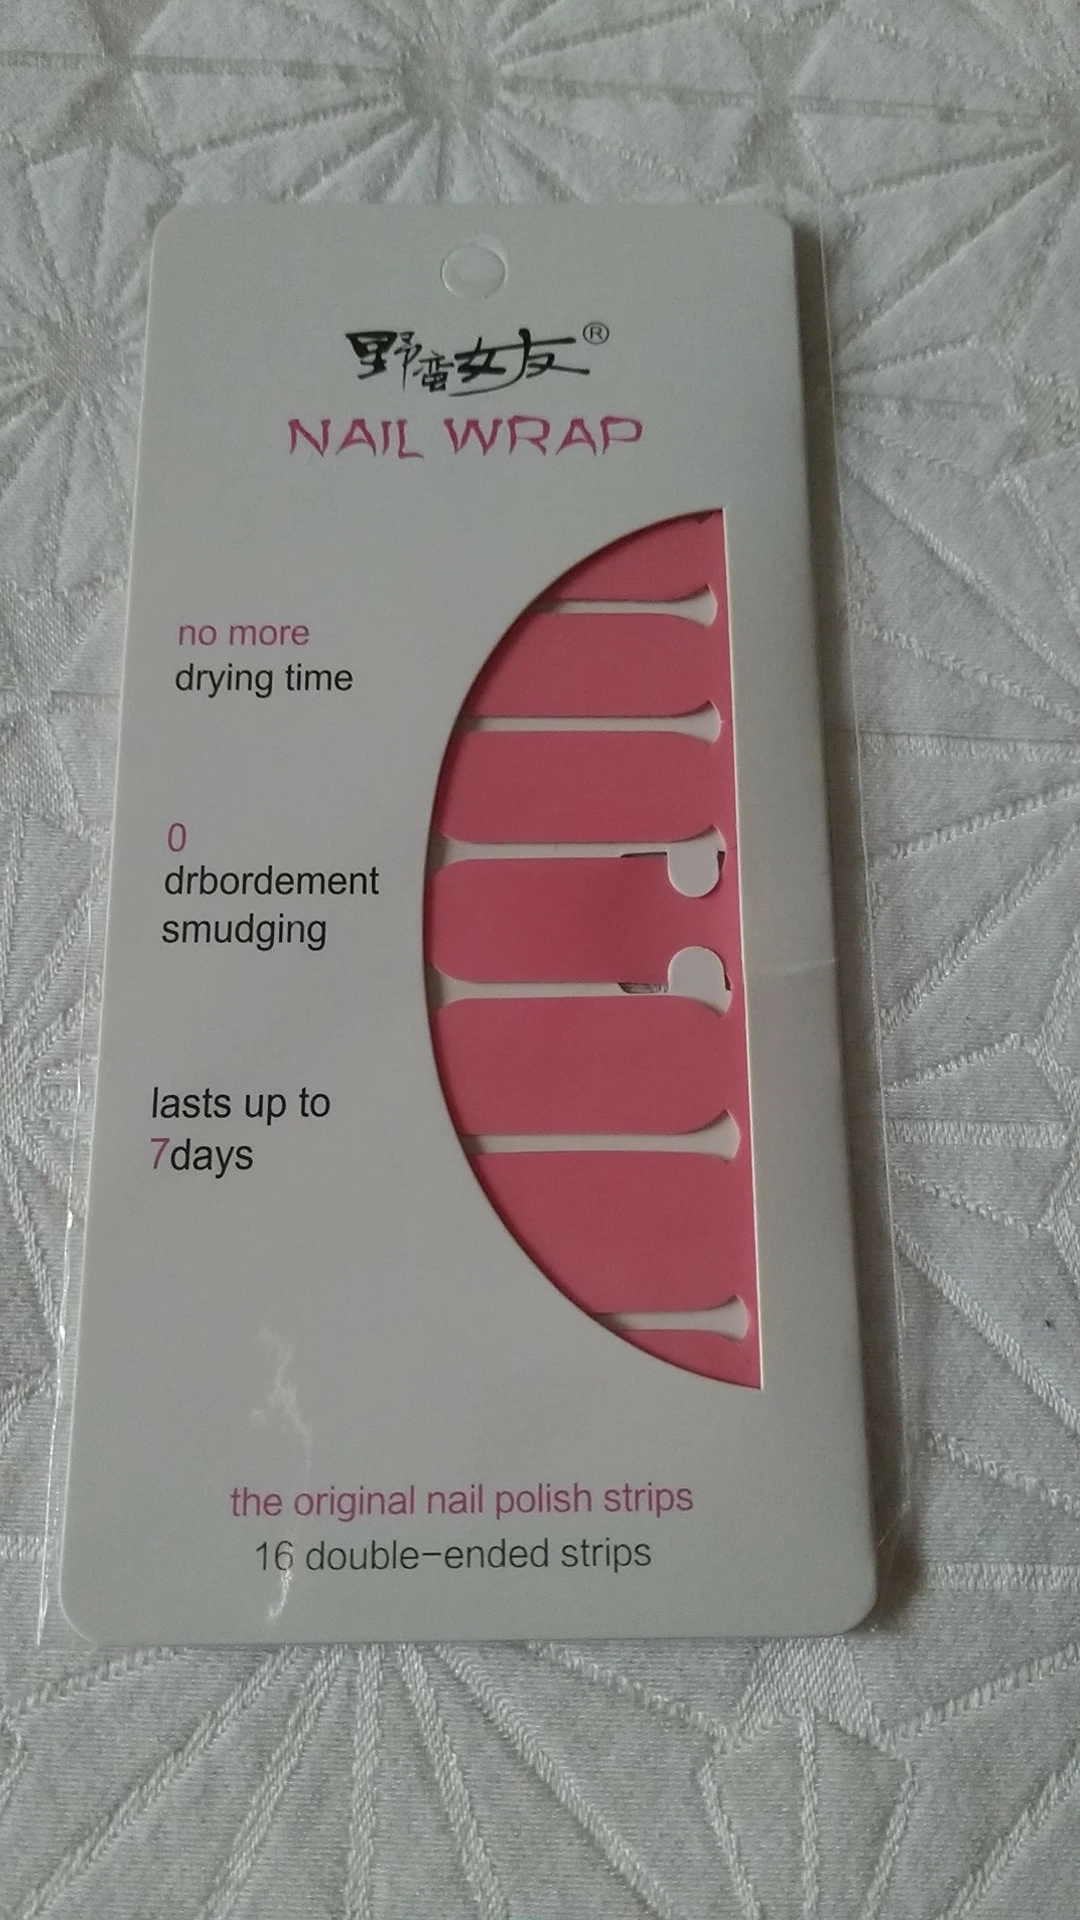 野蛮女友®
NAIL WRAP
no more
drying time
0
drbordement
smudging
lasts up to
7days
the original nail polish strips
16 double-ended strips